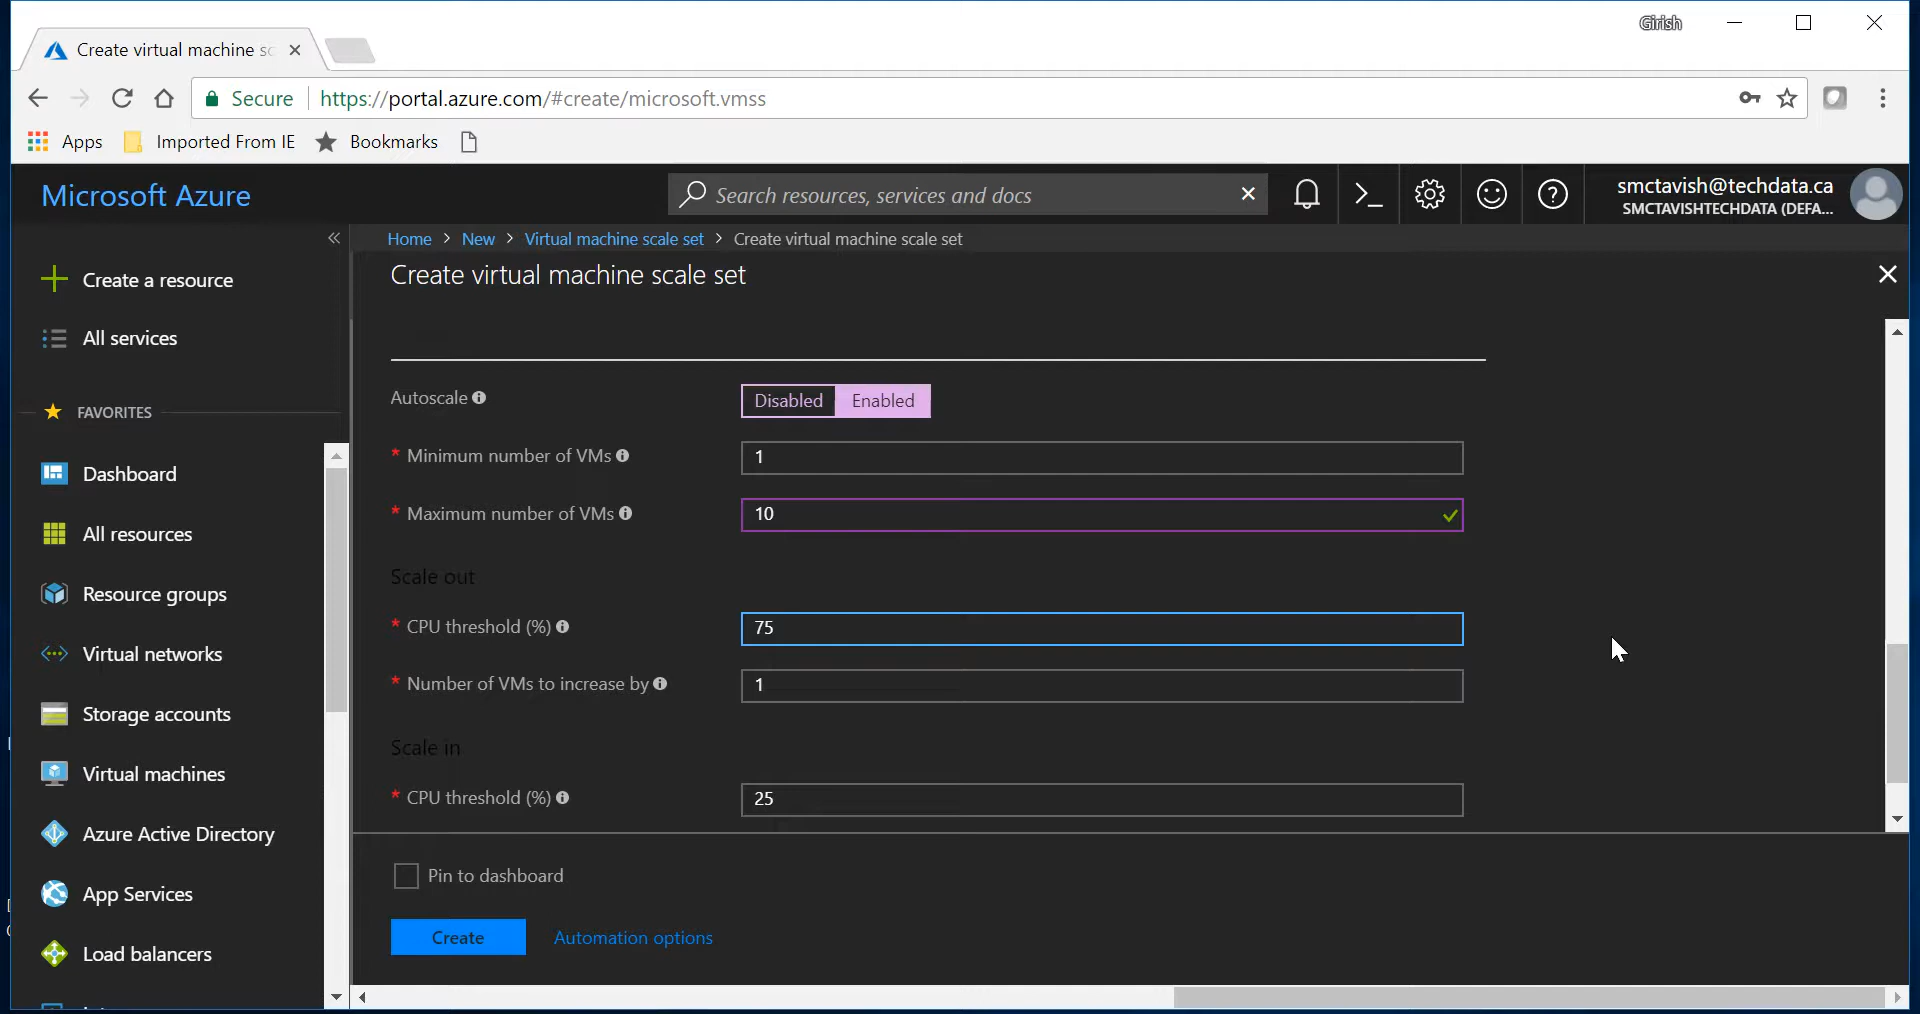 Girish
Create virtual machine sc
Secure
https://portal.azure.com/#create/microsoft.vmss
Apps
Imported From IE
Bookmarks
Microsoft Azure
Search resources, services and docs
smctavish@techdata.ca
SMCTAVISHTECHDATA (DEFA...
Home > New > Virtual machine scale set > Create virtual machine scale set
Create virtual machine scale set
Create a resource
All services
FAVORITES
Dashboard
All resources
Resource groups
Virtual networks
Storage accounts
Virtual machines
Azure Active Directory
App Services
Load balancers
Autoscale
Disabled Enabled
* Minimum number of VMs 1
* Maximum number of VMs 10
Scale out
* CPU threshold (%) 75
* Number of VMs to increase by 1
Scale in
* CPU threshold (%) 25
Pin to dashboard
Create
Automation options